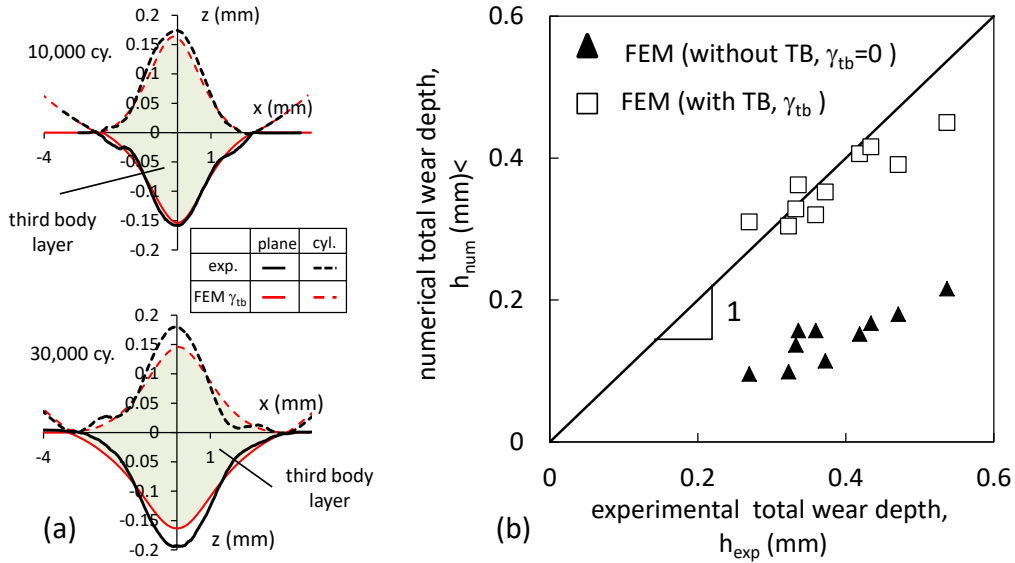 z (mm)
0.2
10,000 cy.
0.15
0.1
0.05
x (mm)
0
-4
1
-0.05
-0.1
-0.15
-0.2
third body
layer
plane cyl.
exp.
FEM γtb
0.2
30,000 cy.
0.15
0.1
0.05
x (mm)
0
-4
1
-0.05
-0.1
-0.15
-0.2
third body
layer
(a)
z (mm)
numerical total wear depth,
hnum (mm)<
0.6
0.4
0.2
0
FEM (without TB, γtb=0 )
FEM (with TB, γtb )
1
0 0.2 0.4 0.6
(b)
experimental total wear depth,
hexp (mm)